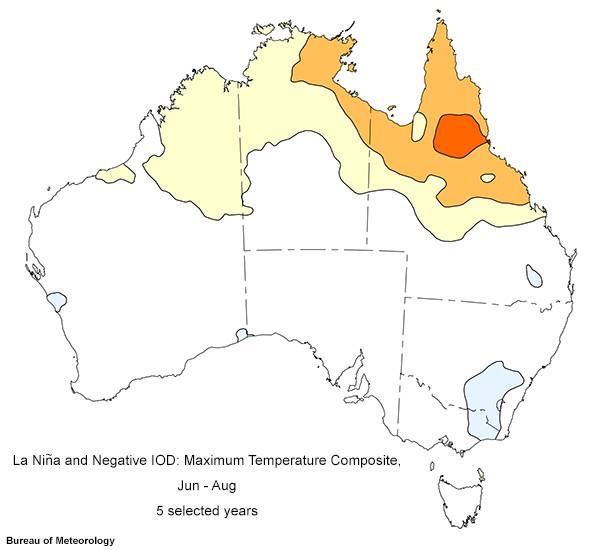 La Niña and Negative IOD: Maximum Temperature Composite,
Jun - Aug
5 selected years
Bureau of Meteorology